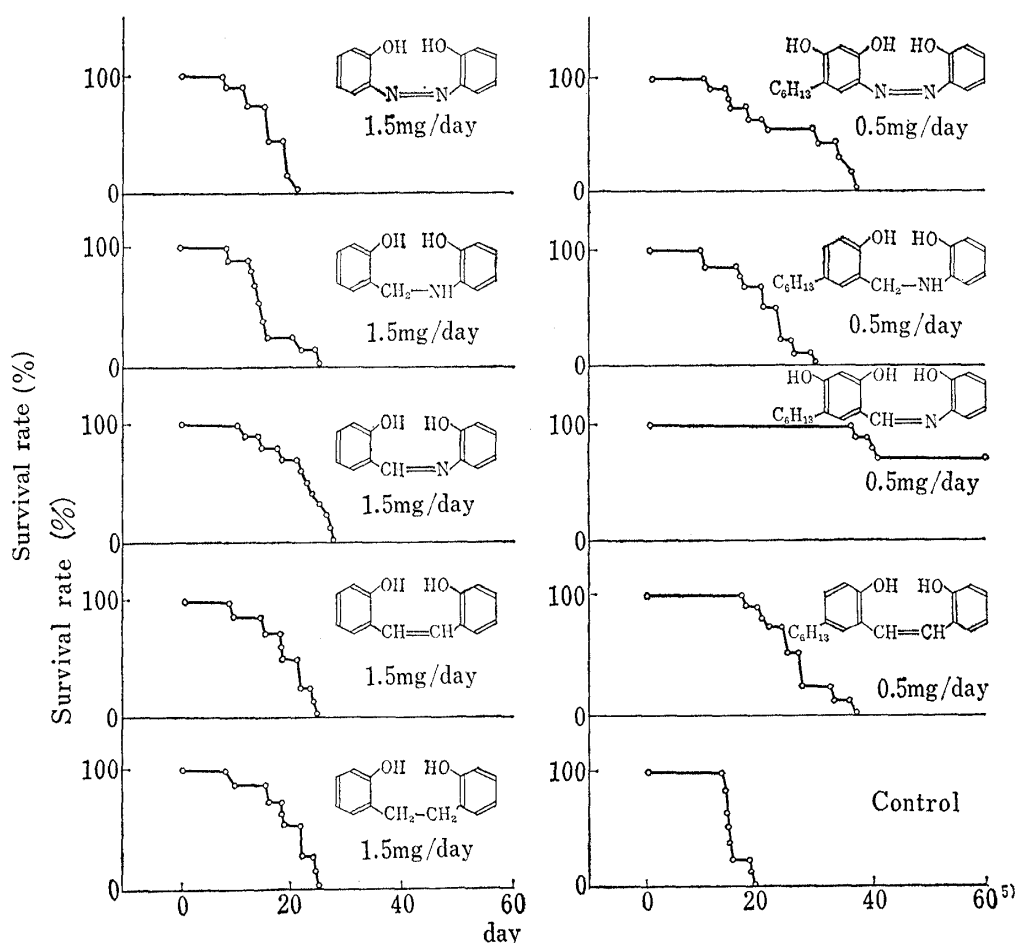 Survival rate (%)
Survival rate (%)
100
0
OH HO
N=N
1.5mg/day
100
0
OH HO
CH₂-NH
1.5mg/day
100
0
OH HO
CH=N
1.5mg/day
100
0
OH HO
CH=CH
1.5mg/day
100
0
OH HO
CH₂-CH₂
1.5mg/day
0 20 40 60
day
100
0
HO OH HO
C₆H₁₃ N=N
0.5mg/day
100
0
OH HO
C₆H₁₃ CH₂-NH
0.5mg/day
100
0
HO OH HO
C₆H₁₃ CH=N
0.5mg/day
100
0
OH HO
C₆H₁₃ CH=CH
0.5mg/day
100
0
Control
0 20 40 60 5)